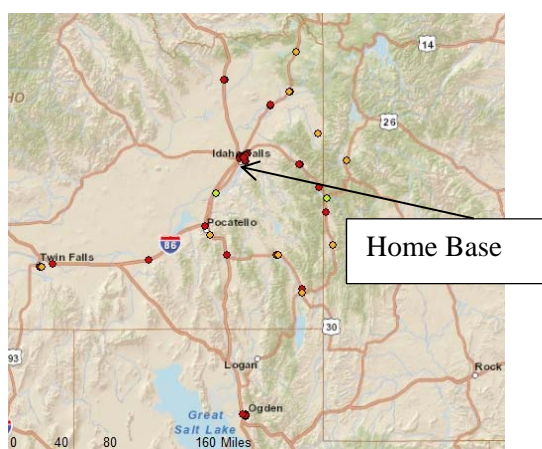 14
HO
26
Idaho Falls
Pocatello
Home Base
86
Twin Falls
30
93
Logan
Rock
Ogden
Great
Salt Lake
0 40 80 160 Miles